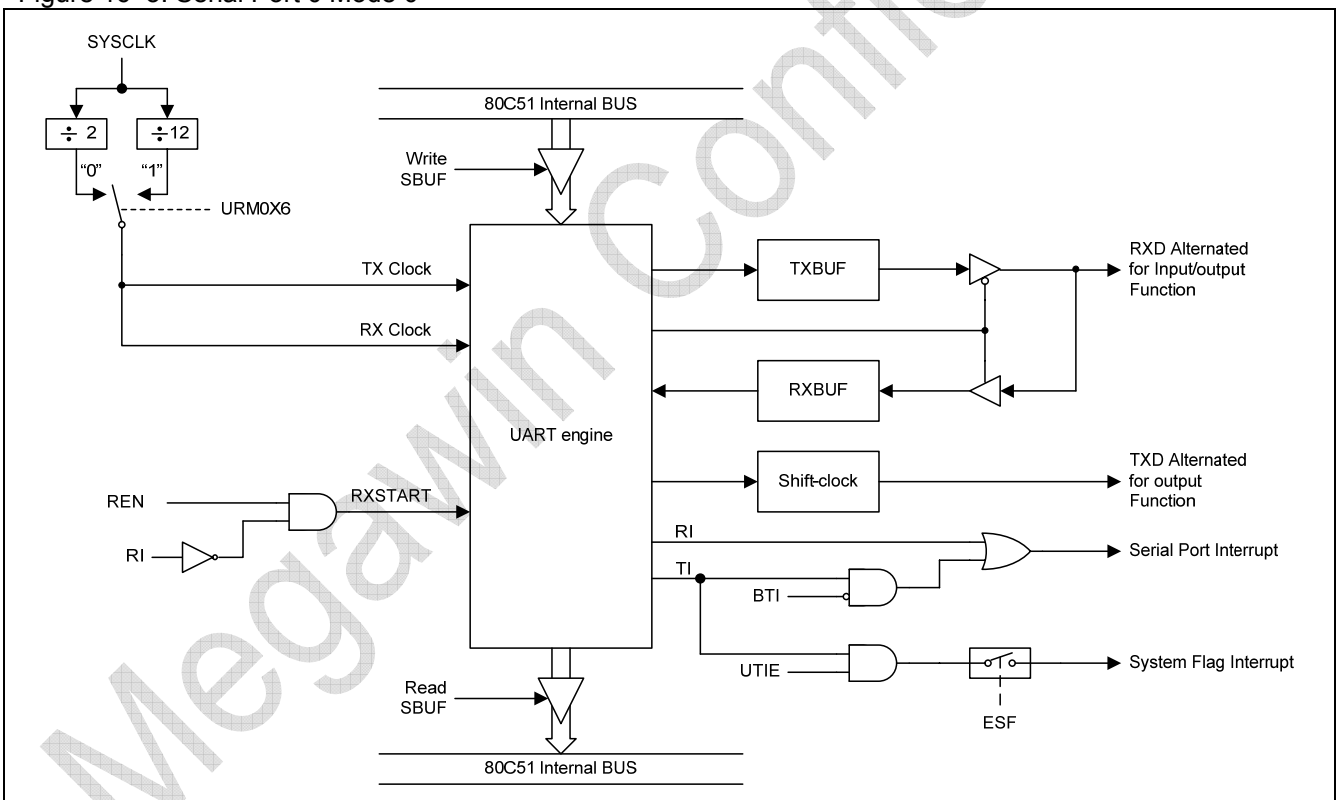 SYSCLK
÷ 2
÷12
"0"
"1"
URM0X6
80C51 Internal BUS
Write
SBUF
TX Clock
RX Clock
TXBUF
RXD Alternated
for Input/output
Function
RXBUF
UART engine
Shift-clock
TXD Alternated
for output
Function
REN
RXSTART
RI
RI
Serial Port Interrupt
TI
BTI
UTIE
System Flag Interrupt
ESF
Read
SBUF
80C51 Internal BUS
Megawin